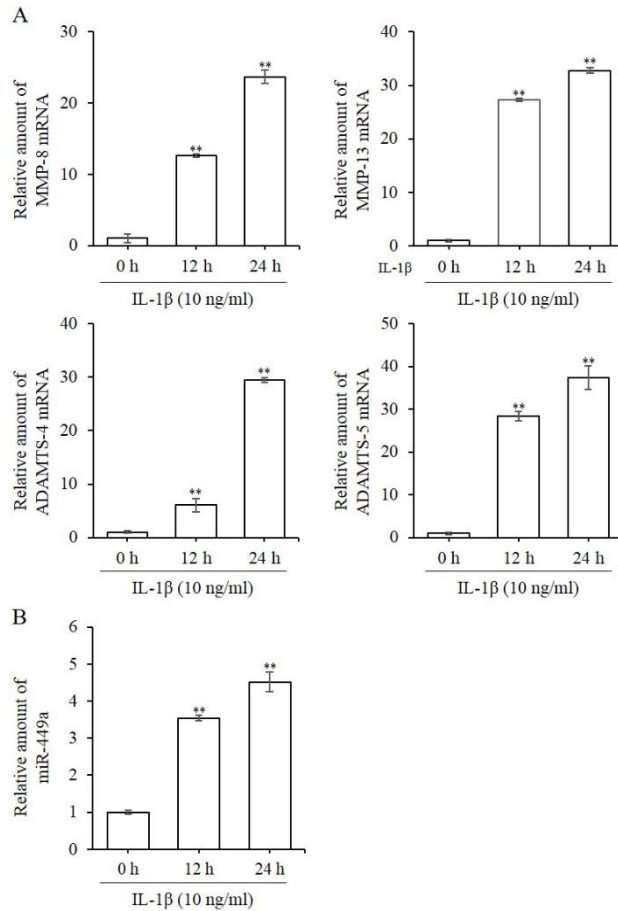 A
Relative amount of
MMP-8 mRNA
30
20
10
0
**
**
0 h 12 h 24 h
IL-1β (10 ng/ml)
Relative amount of
MMP-13 mRNA
40
30
20
10
0
**
**
IL-1β 0 h 12 h 24 h
IL-1β (10 ng/ml)
Relative amount of
ADAMTS-4 mRNA
40
30
20
10
0
**
**
0 h 12 h 24 h
IL-1β (10 ng/ml)
Relative amount of
ADAMTS-5 mRNA
50
40
30
20
10
0
**
**
0 h 12 h 24 h
IL-1β (10 ng/ml)
B
Relative amount of
miR-449a
6
5
4
3
2
1
0
**
**
0 h 12 h 24 h
IL-1β (10 ng/ml)